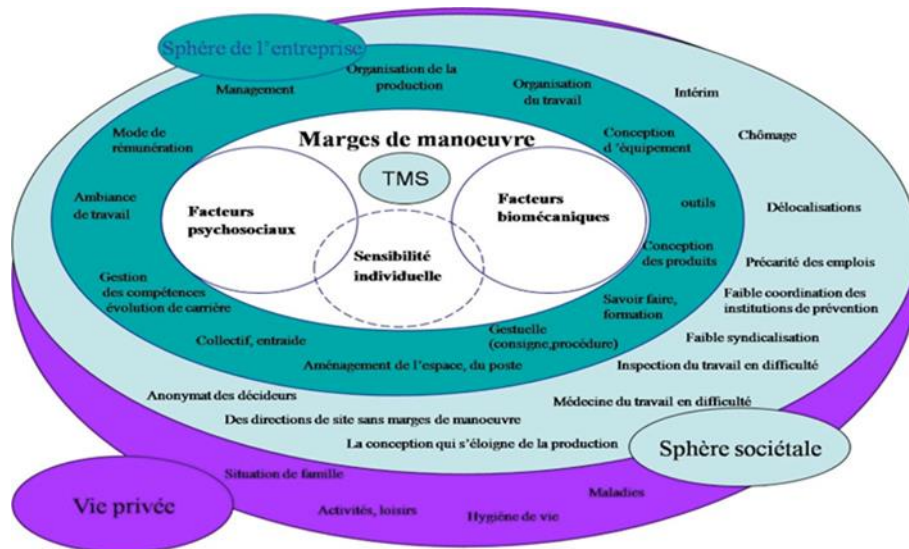 Sphère de l'entreprise
Management
Organisation de la
production
Organisation
du travail
Intérim
Mode de
rémunération
Marges de manoeuvre
Conception
d 'équipement
Chômage
TMS
Ambiance
de travail
Facteurs
psychosociaux
Facteurs
biomécaniques
outils
Délocalisations
Sensibilité
individuelle
Conception
des produits
Précarité des emplois
Gestion
des compétences
évolution de carrière
Savoir faire,
formation
Faible coordination des
institutions de prévention
Collectif, entraide
Gestuelle
(consigne,procédure)
Faible syndicalisation
Aménagement de l'espace, du poste
Inspection du travail en difficulté
Anonymat des décideurs
Médecine du travail en difficulté
Des directions de site sans marges de manoeuvre
La conception qui s'éloigne de la production
Sphère sociétale
Situation de famille
Vie privée
Activités, loisirs
Hygiène de vie
Maladies